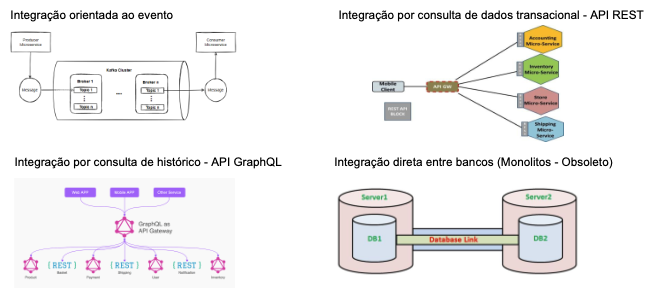 Integração orientada ao evento
Producer
Microservice
Consumer
Microservice
Kafka Cluster
Broker 1
Topic 1
Topic n
Broker n
Topic 1
Topic n
Message
Message
Integração por consulta de dados transacional - API REST
Mobile
Client
API GW
REST API
BLOCK
Accounting
Micro-Service
Inventory
Micro-Service
Store
Micro-Service
Shipping
Micro-
Service
Integração por consulta de histórico - API GraphQL
Web APP
Mobile APP
Other Service
GraphQL as
API Gateway
{ REST }
{ REST }
{ REST }
Product
Basket
Payment
Shipping
User
Notification
Inventory
Integração direta entre bancos (Monolitos - Obsoleto)
Server1
Server2
DB1
Database Link
DB2